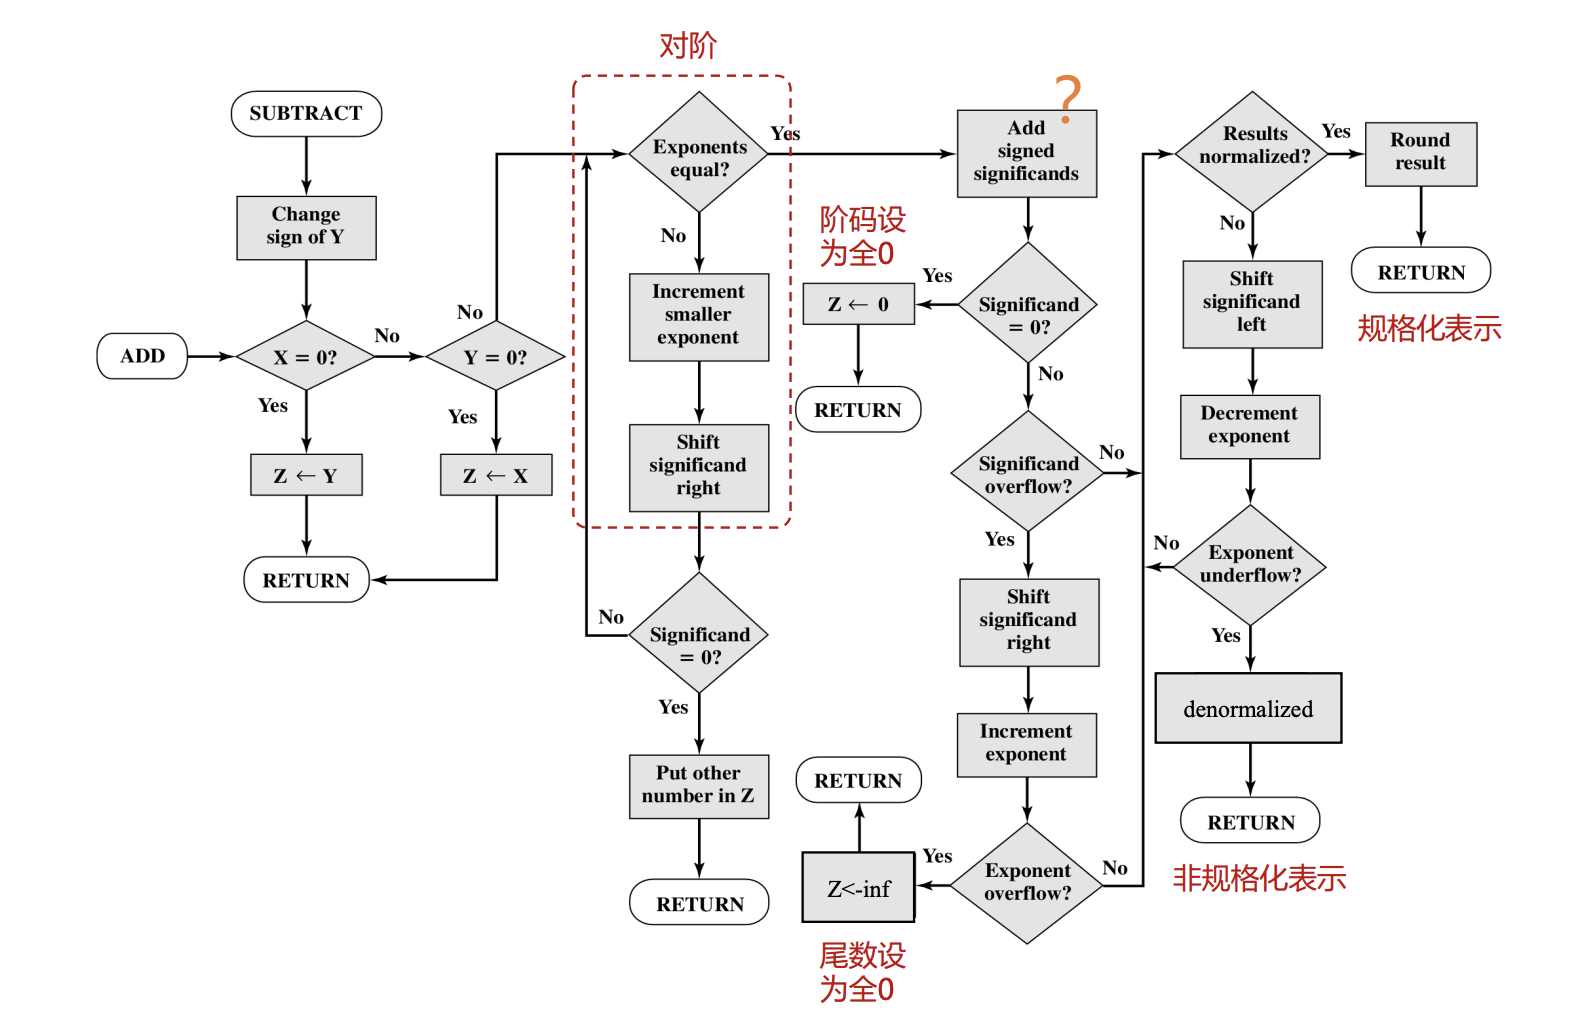 对阶
SUBTRACT
Change
sign of Y
ADD
X = 0?
No
Yes
Z ← Y
RETURN
Y = 0?
No
Yes
Z ← X
Exponents
equal?
Yes
No
Increment
smaller
exponent
Shift
significand
right
Significand
= 0?
No
Yes
Put other
number in Z
RETURN
?
Add
signed
significands
阶码设
为全0
Significand
= 0?
Yes
Z ← 0
RETURN
No
Significand
overflow?
No
Yes
Shift
significand
right
Increment
exponent
Exponent
overflow?
Yes
Z<-inf
RETURN
尾数设
为全0
No
Results
normalized?
Yes
Round
result
RETURN
规格化表示
No
Shift
significand
left
Decrement
exponent
Exponent
underflow?
No
Yes
denormalized
RETURN
非规格化表示